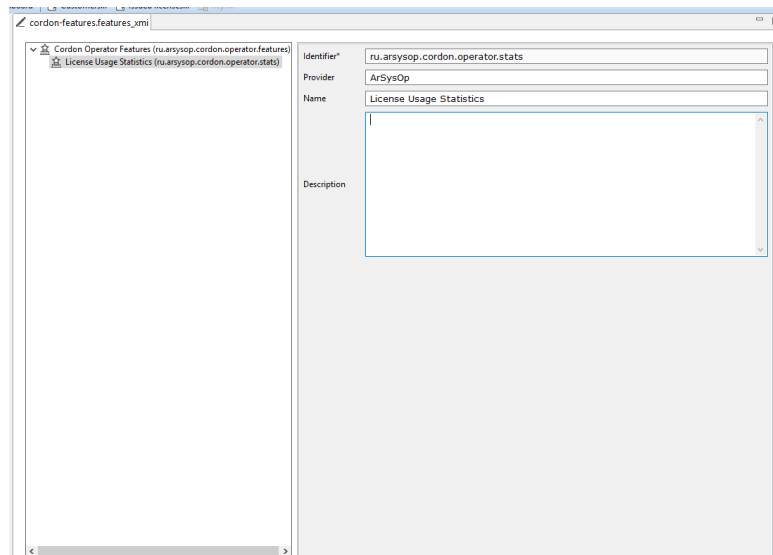 cordon-features.features_xmi
Cordon Operator Features (ru.arsysop.cordon.operator.features)
License Usage Statistics (ru.arsysop.cordon.operator.stats)
Identifier* ru.arsysop.cordon.operator.stats
Provider ArSysOp
Name License Usage Statistics
Description